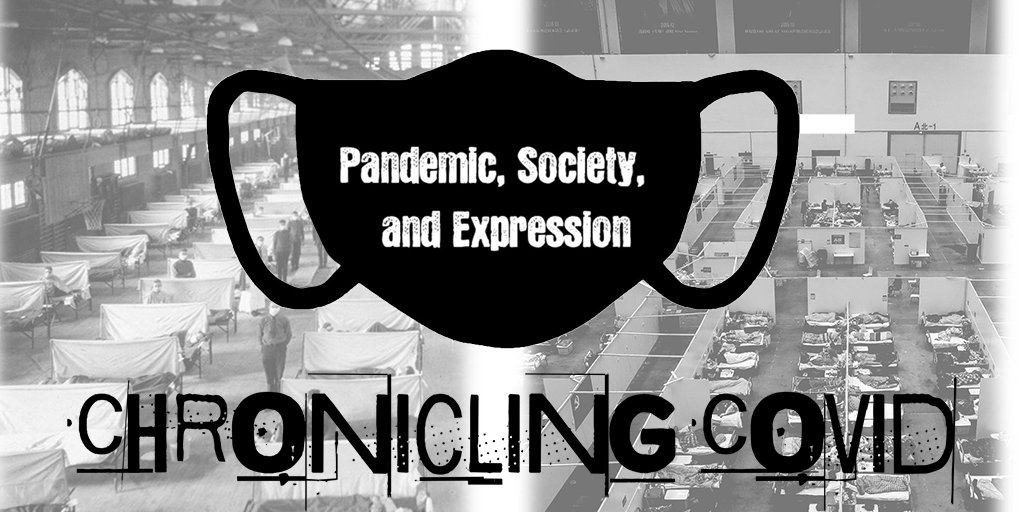 Pandemic, Society,
and Expression
CHRONICLING COVID